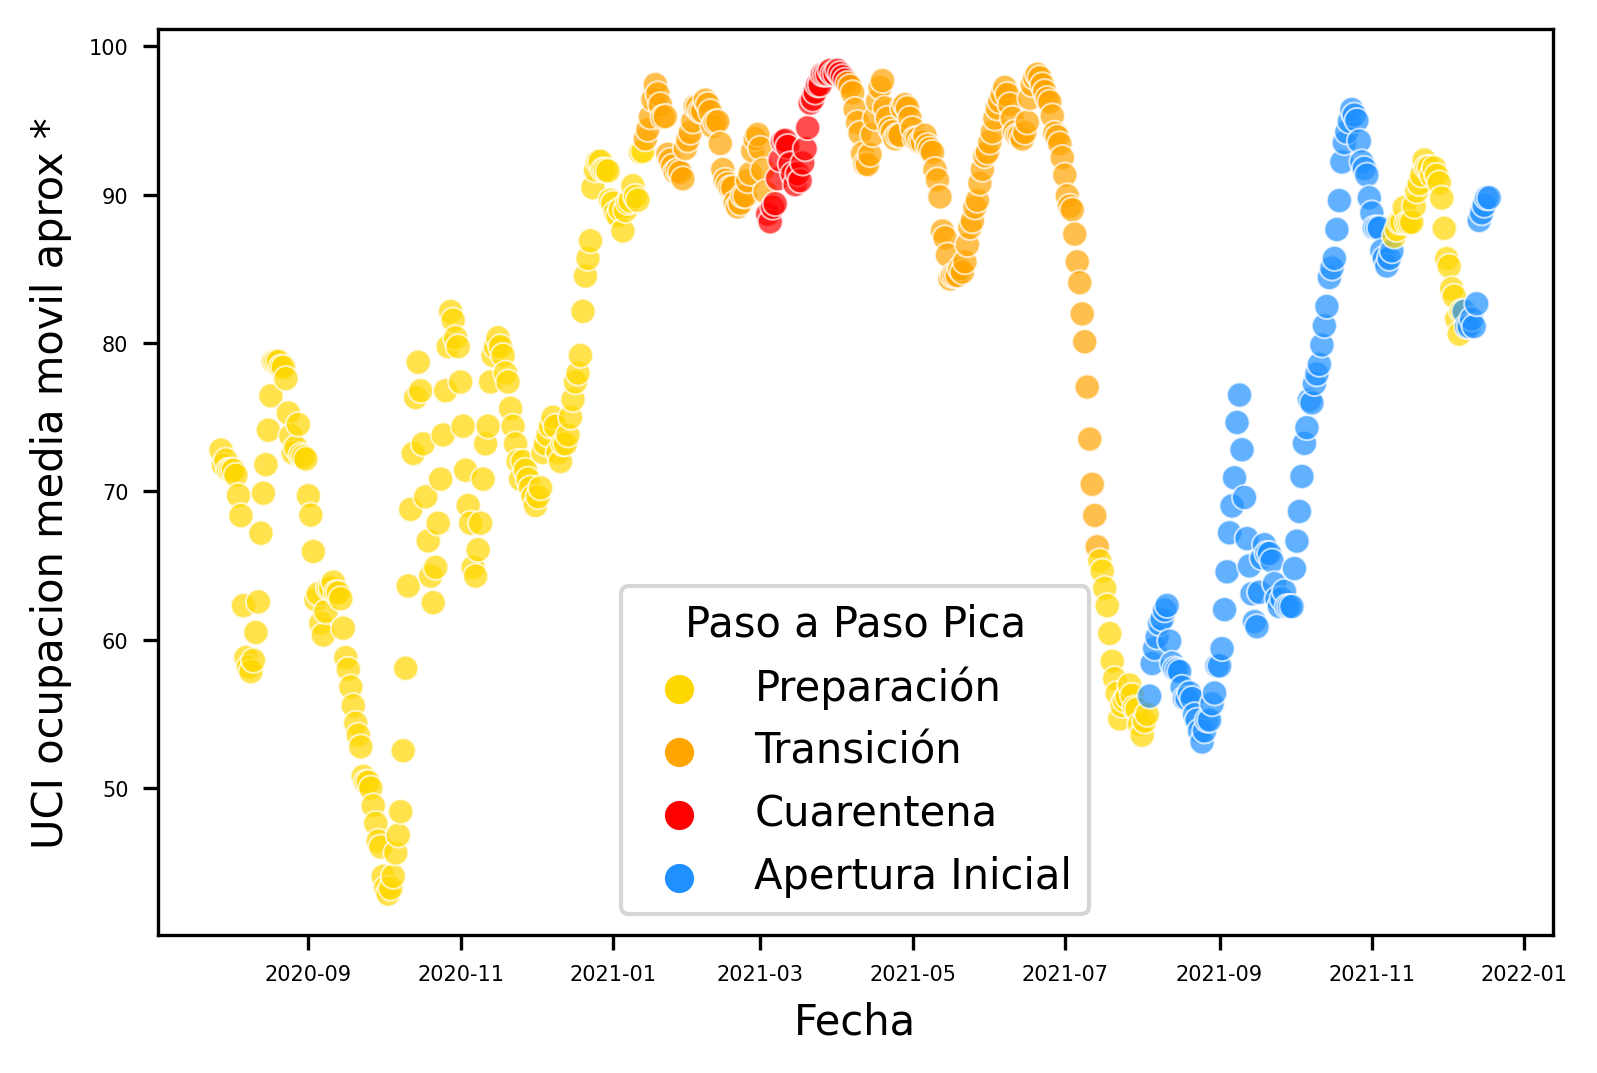 UCI ocupacion media movil aprox *
100
90
80
70
60
50
Paso a Paso Pica
Preparación
Transición
Cuarentena
Apertura Inicial
2020-09
2020-11
2021-01
2021-03
2021-05
2021-07
2021-09
2021-11
2022-01
Fecha